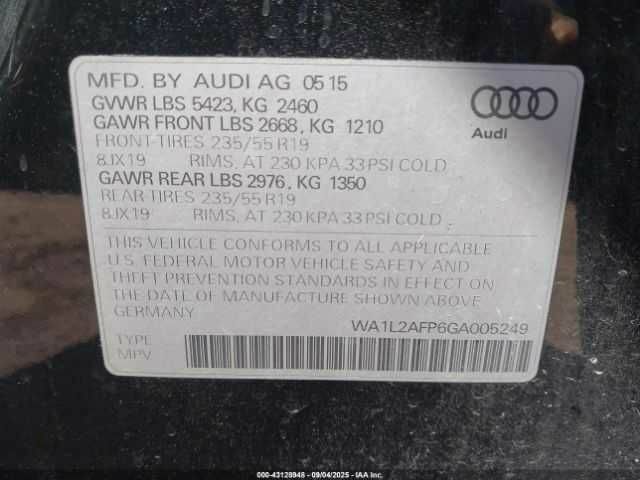 MFD. BY AUDI AG 05 15
GVWR LBS 5423, KG 2460
GAWR FRONT LBS 2668, KG 1210
FRONT-TIRES 235/55 R19
8JX19 RIMS, AT 230 KPA 33 PSI COLD
GAWR REAR LBS 2976, KG 1350
REAR-TIRES 235/55 R19
8JX19 RIMS, AT 230 KPA 33 PSI COLD .
Audi
THIS VEHICLE CONFORMS TO ALL APPLICABLE
U.S. FEDERAL MOTOR VEHICLE SAFETY AND
THEFT PREVENTION STANDARDS IN EFFECT ON
THE DATE OF MANUFACTURE SHOWN ABOVE
GERMANY
WA1L2AFP6GA005249
TYPE
MPV
000-43128948 - 09/04/2025 - IAA Inc.